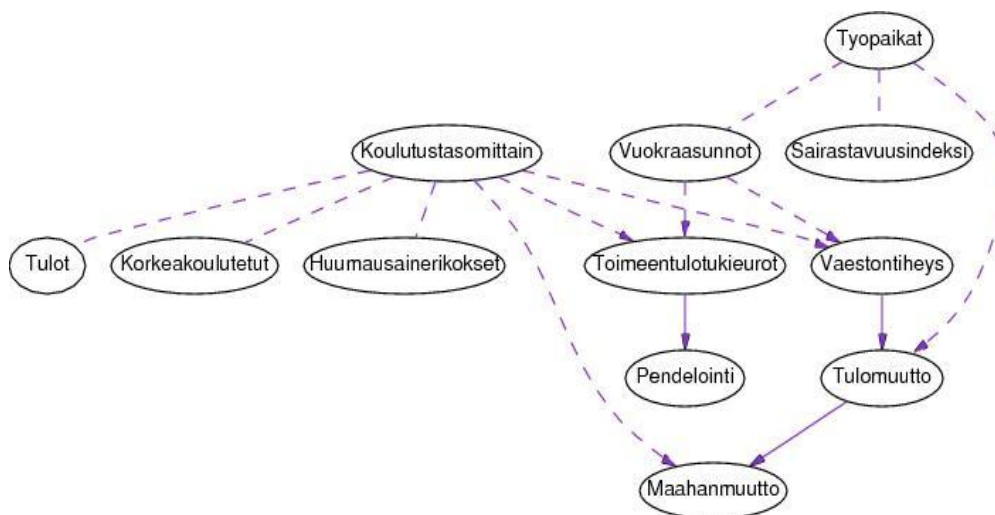 Tyopaikat
Koulutustasomittain
Vuokraasunnot
Sairastavuusindeksi
Tulot
Korkeakoulutetut
Huumausainerikokset
Toimeentulotukieurot
Vaestontiheys
Pendelointi
Tulomuutto
Maahanmuutto